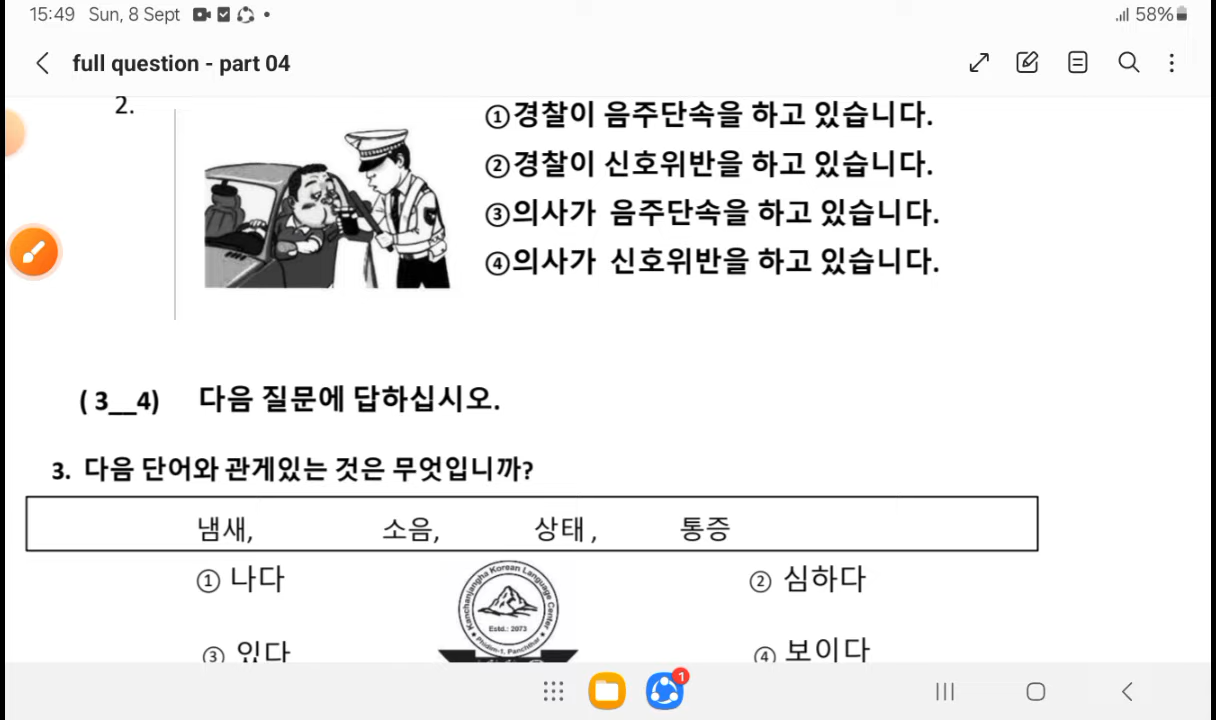 15:49 Sun, 8 Sept 58%
full question - part 04
2.
①경찰이 음주단속을 하고 있습니다.
②경찰이 신호위반을 하고 있습니다.
③의사가 음주단속을 하고 있습니다.
④의사가 신호위반을 하고 있습니다.
( 3__4) 다음 질문에 답하십시오.
3. 다음 단어와 관게있는 것은 무엇입니까?
냄새, 소음, 상태, 통증
① 나다 ② 심하다
Kanchanjangha Korean Language Center
Estd.: 2073
Phidim-1, Panchthar
③ 있다 ④ 보이다
1